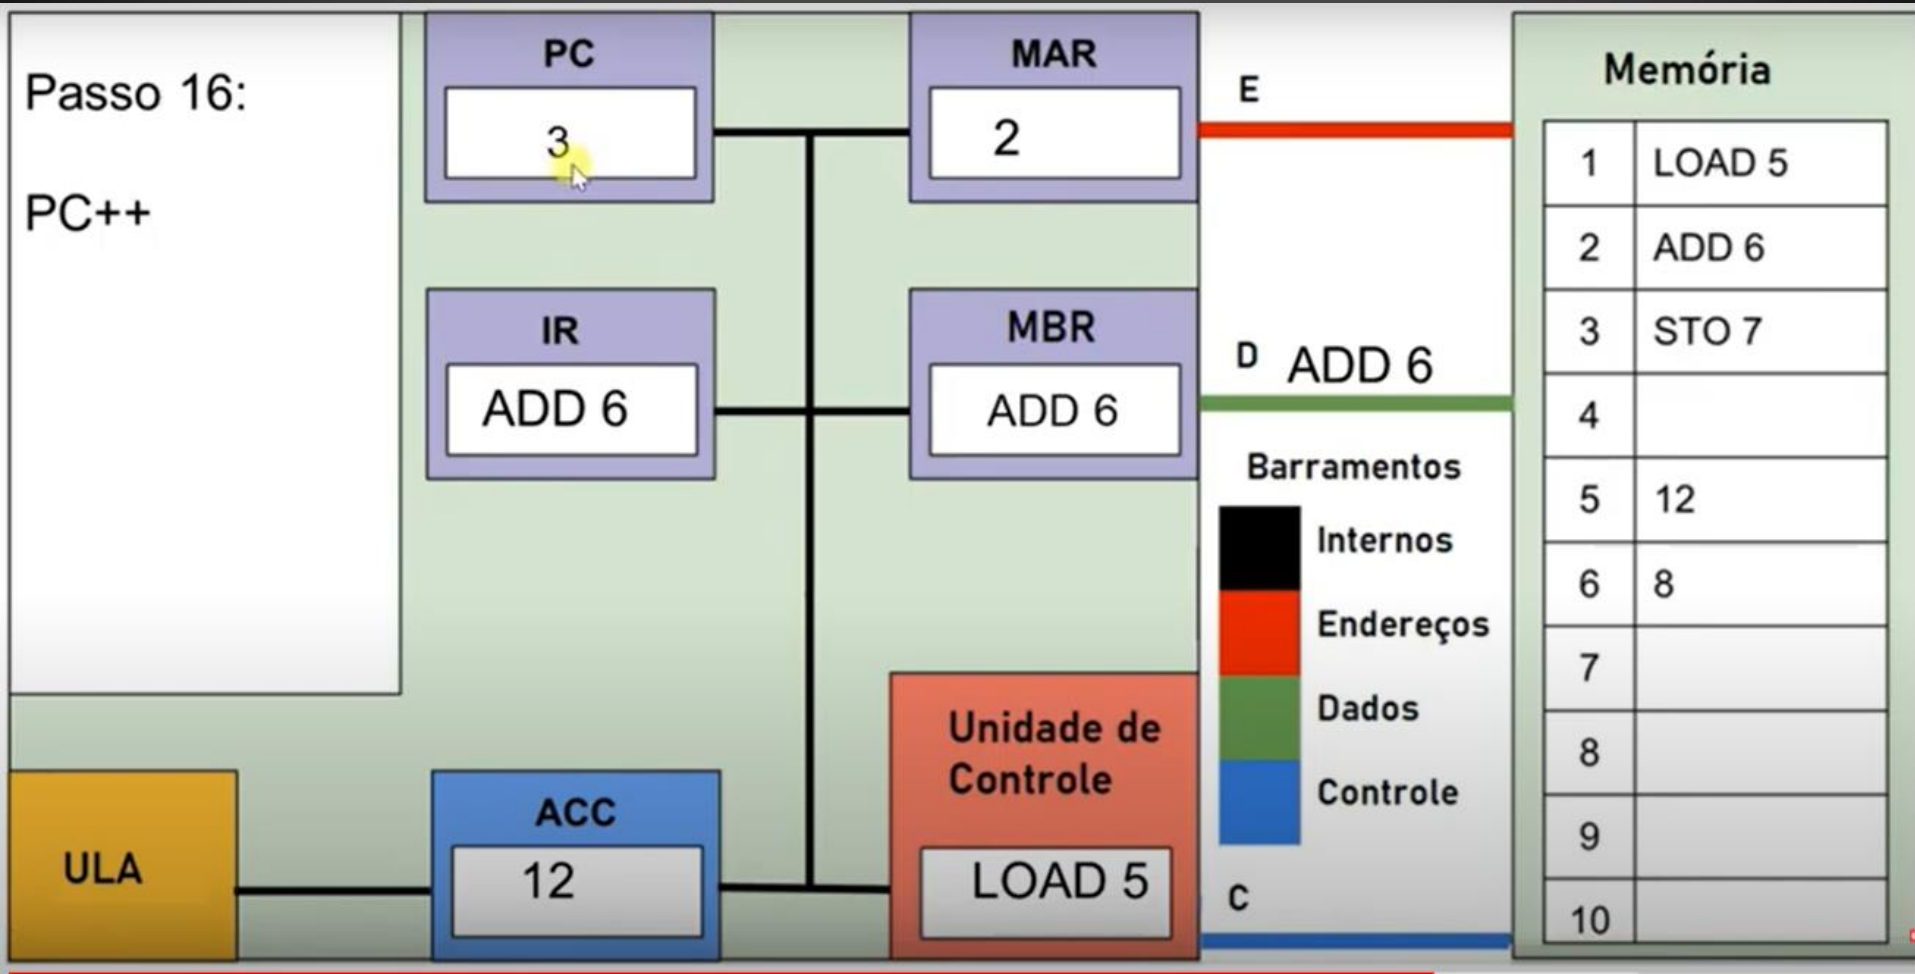 Passo 16:
PC++
PC
3
MAR
2
IR
ADD 6
MBR
ADD 6
ULA
ACC
12
Unidade de
Controle
LOAD 5
E
D ADD 6
Barramentos
Internos
Endereços
Dados
Controle
C
Memória
1 LOAD 5
2 ADD 6
3 STO 7
4
5 12
6 8
7
8
9
10